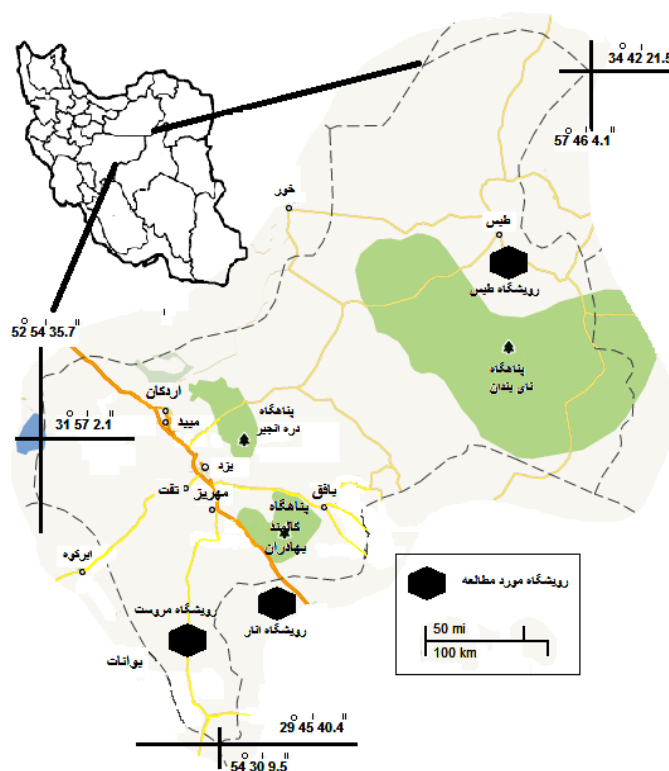 34 42 21.5
57 46 4.1
خور
طبس
رویشگاه طبس
52 54 35.7
پناهگاه
نای بندان
اردکان
میبد
پناهگاه
دره انجیر
31 57 2.1
یزد
تفت
مهریز
بافق
پناهگاه
کالمند
بهادران
ابرکوه
رویشگاه مورد مطالعه
رویشگاه مروست
رویشگاه انار
50 mi
100 km
بوانات
29 45 40.4
54 30 9.5